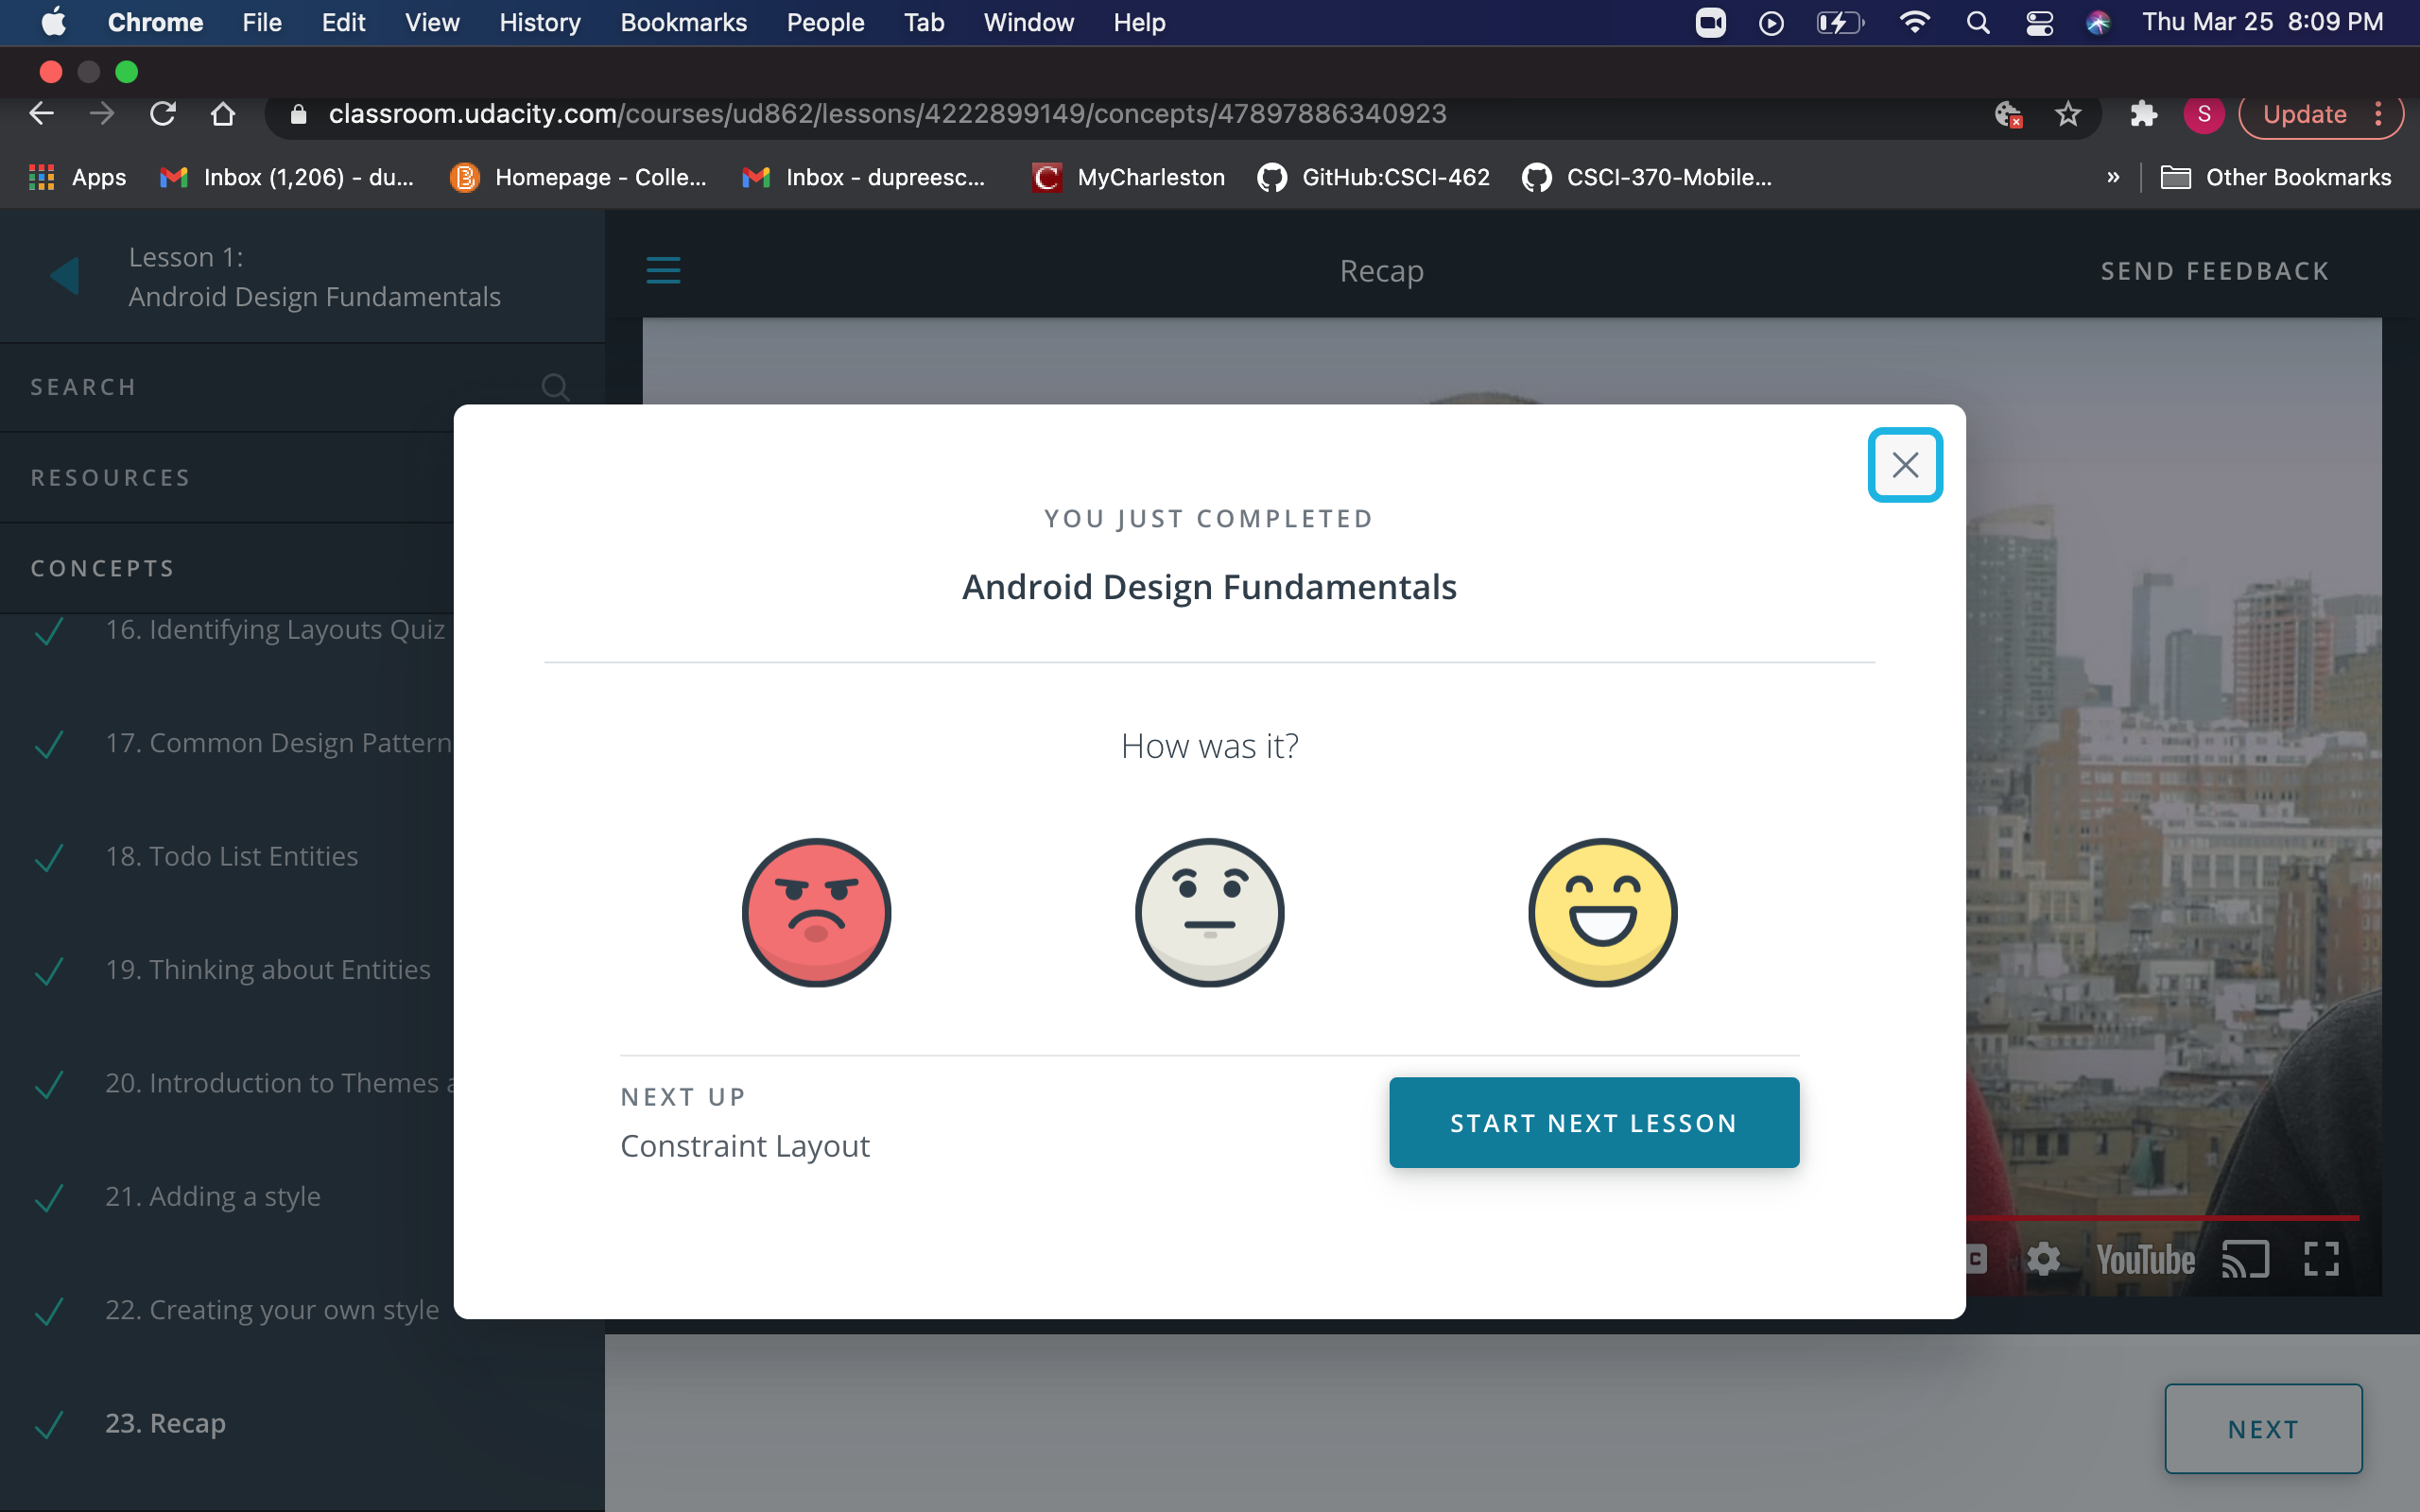 Chrome File Edit View History Bookmarks People Tab Window Help Thu Mar 25 8:09 PM
classroom.udacity.com/courses/ud862/lessons/4222899149/concepts/47897886340923 S Update
Apps Inbox (1,206) - du... Homepage - Colle... Inbox - dupreesc... MyCharleston GitHub:CSCI-462 CSCI-370-Mobile... » Other Bookmarks
Lesson 1:
Android Design Fundamentals
Recap
SEND FEEDBACK
SEARCH
RESOURCES
CONCEPTS
16. Identifying Layouts Quiz
17. Common Design Pattern
18. Todo List Entities
19. Thinking about Entities
20. Introduction to Themes a
21. Adding a style
22. Creating your own style
23. Recap
YOU JUST COMPLETED
Android Design Fundamentals
How was it?
NEXT UP
Constraint Layout
START NEXT LESSON
YouTube
NEXT